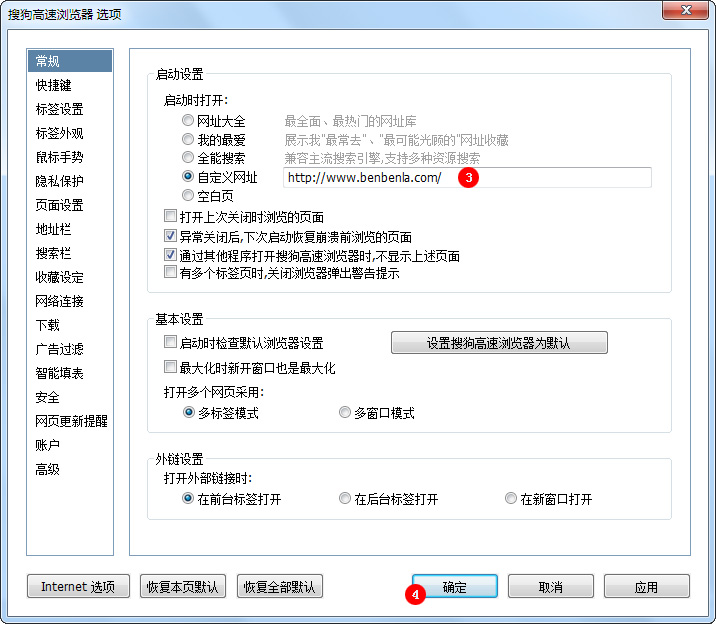 搜狗高速浏览器 选项
常规
快捷键
标签设置
标签外观
鼠标手势
隐私保护
页面设置
地址栏
搜索栏
收藏设定
网络连接
下载
广告过滤
智能填表
安全
网页更新提醒
账户
高级
启动设置
启动时打开:
网址大全 最全面、最热门的网址库
我的最爱 展示我"最常去"、"最可能光顾的"网址收藏
全能搜索 兼容主流搜索引擎,支持多种资源搜索
自定义网址 http://www.benbenla.com/ 3
空白页
打开上次关闭时浏览的页面
异常关闭后,下次启动恢复崩溃前浏览的页面
通过其他程序打开搜狗高速浏览器时,不显示上述页面
有多个标签页时,关闭浏览器弹出警告提示
基本设置
启动时检查默认浏览器设置 设置搜狗高速浏览器为默认
最大化时新开窗口也是最大化
打开多个网页采用:
多标签模式 多窗口模式
外链设置
打开外部链接时:
在前台标签打开 在后台标签打开 在新窗口打开
Internet 选项 恢复本页默认 恢复全部默认 4 确定 取消 应用